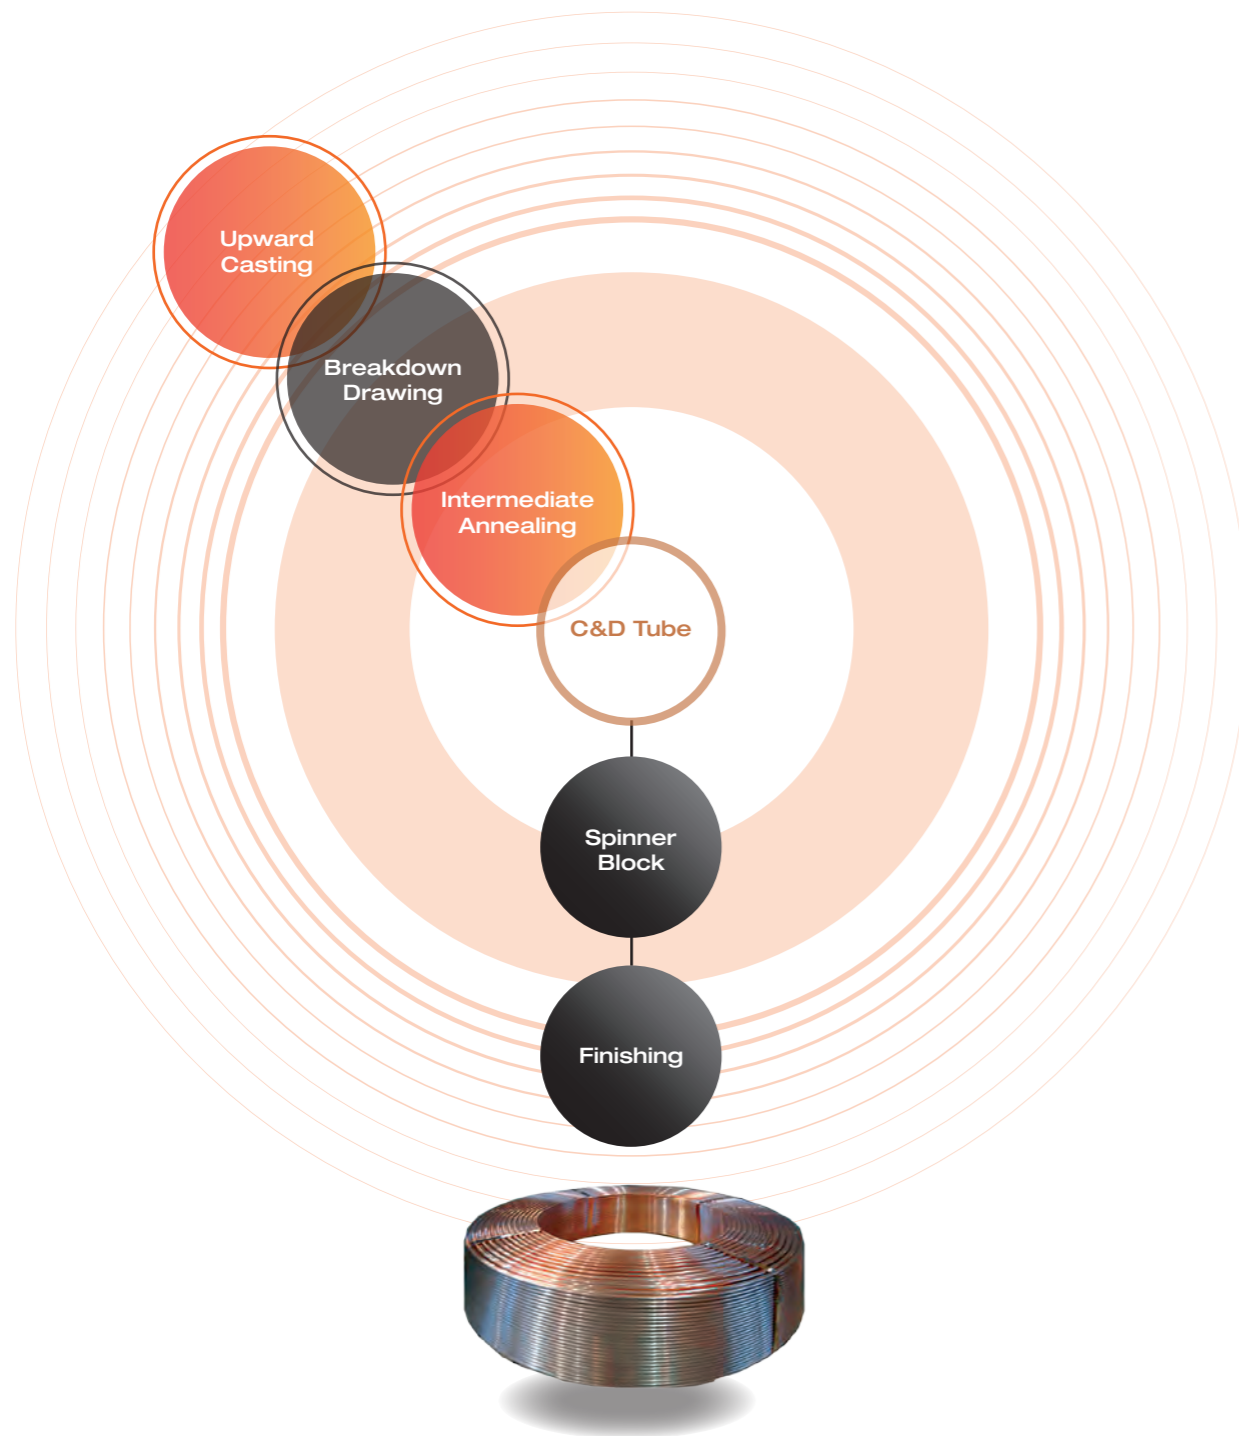 Upward
Casting
Breakdown
Drawing
Intermediate
Annealing
C&D Tube
Spinner
Block
Finishing